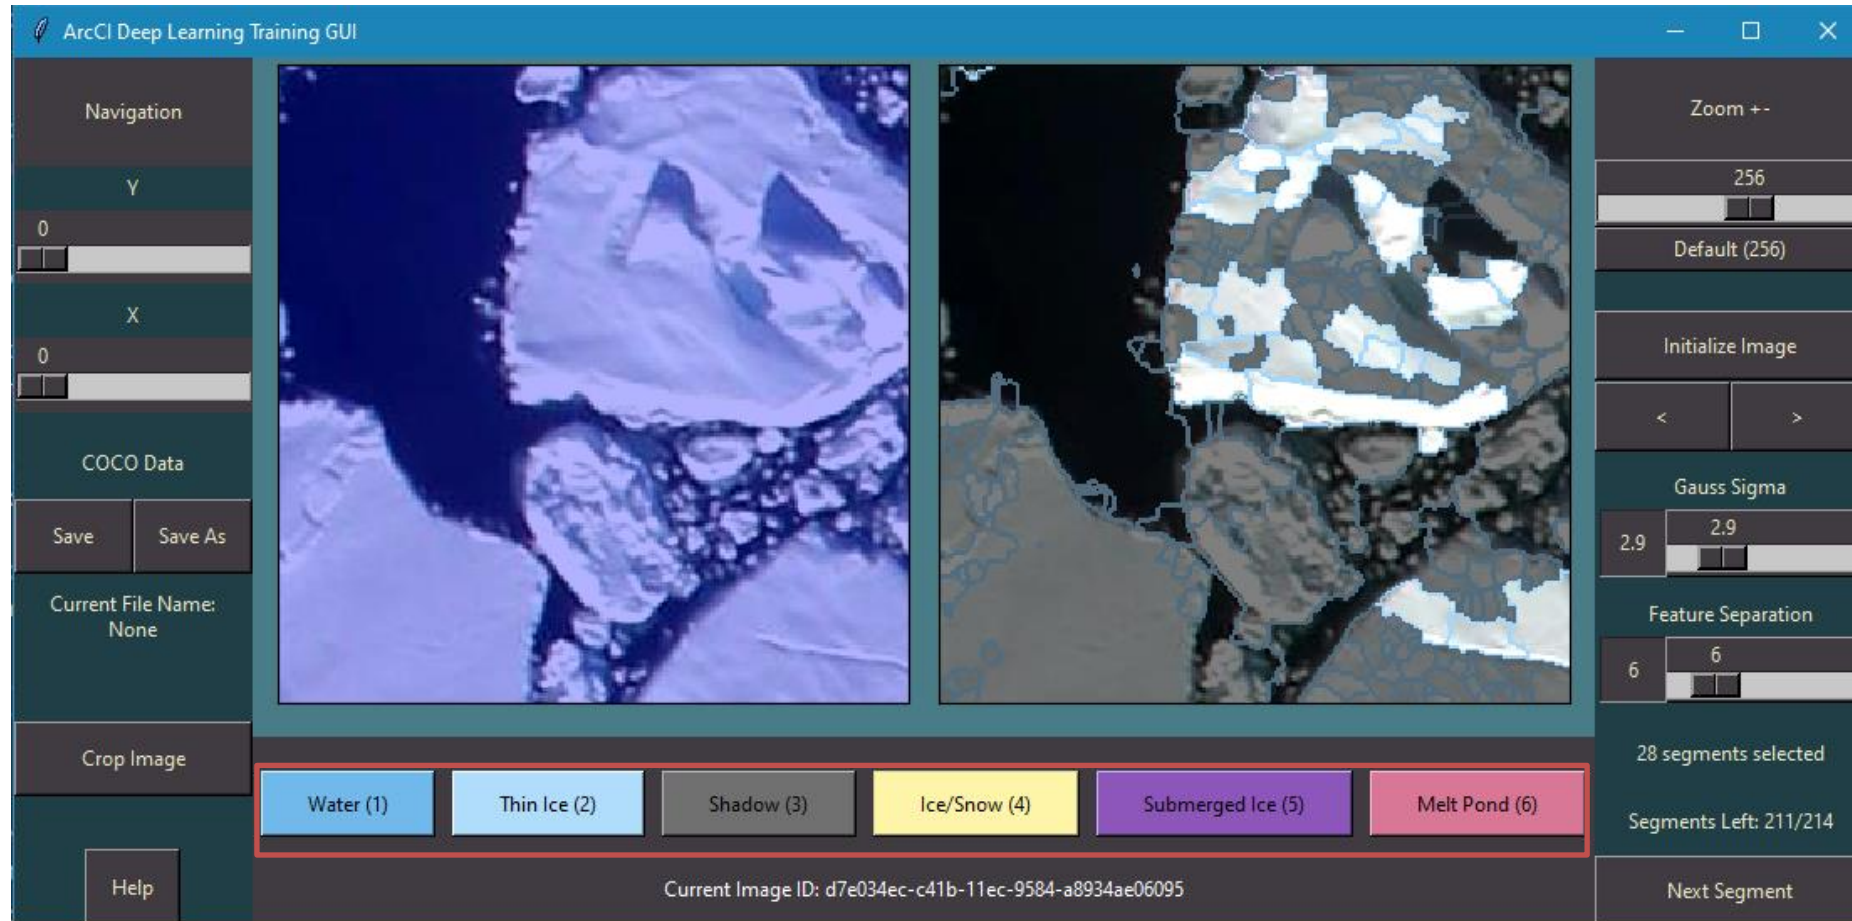 ArcCI Deep Learning Training GUI
Navigation
Y
0
X
0
COCO Data
Save
Save As
Current File Name:
None
Crop Image
Help
Water (1)
Thin Ice (2)
Shadow (3)
Ice/Snow (4)
Submerged Ice (5)
Melt Pond (6)
Current Image ID: d7e034ec-c41b-11ec-9584-a8934ae06095
Zoom +-
256
Default (256)
Initialize Image
<
>
Gauss Sigma
2.9
2.9
Feature Separation
6
6
28 segments selected
Segments Left: 211/214
Next Segment